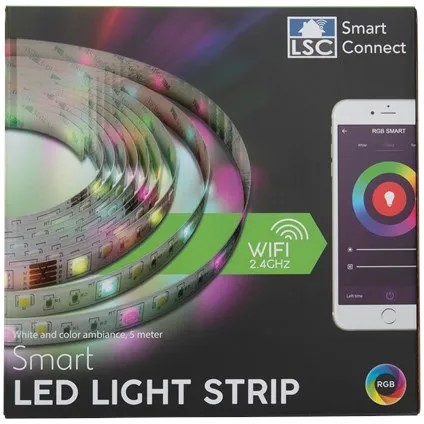 LSC
Smart
Connect
RGB SMART
WIFI
2.4GHz
White and color ambiance, 5 meter
Smart
LED LIGHT STRIP
RGB